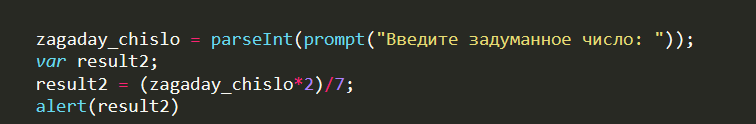 zagaday_chislo = parseInt(prompt("Введите задуманное число: "));
var result2;
result2 = (zagaday_chislo*2)/7;
alert(result2)